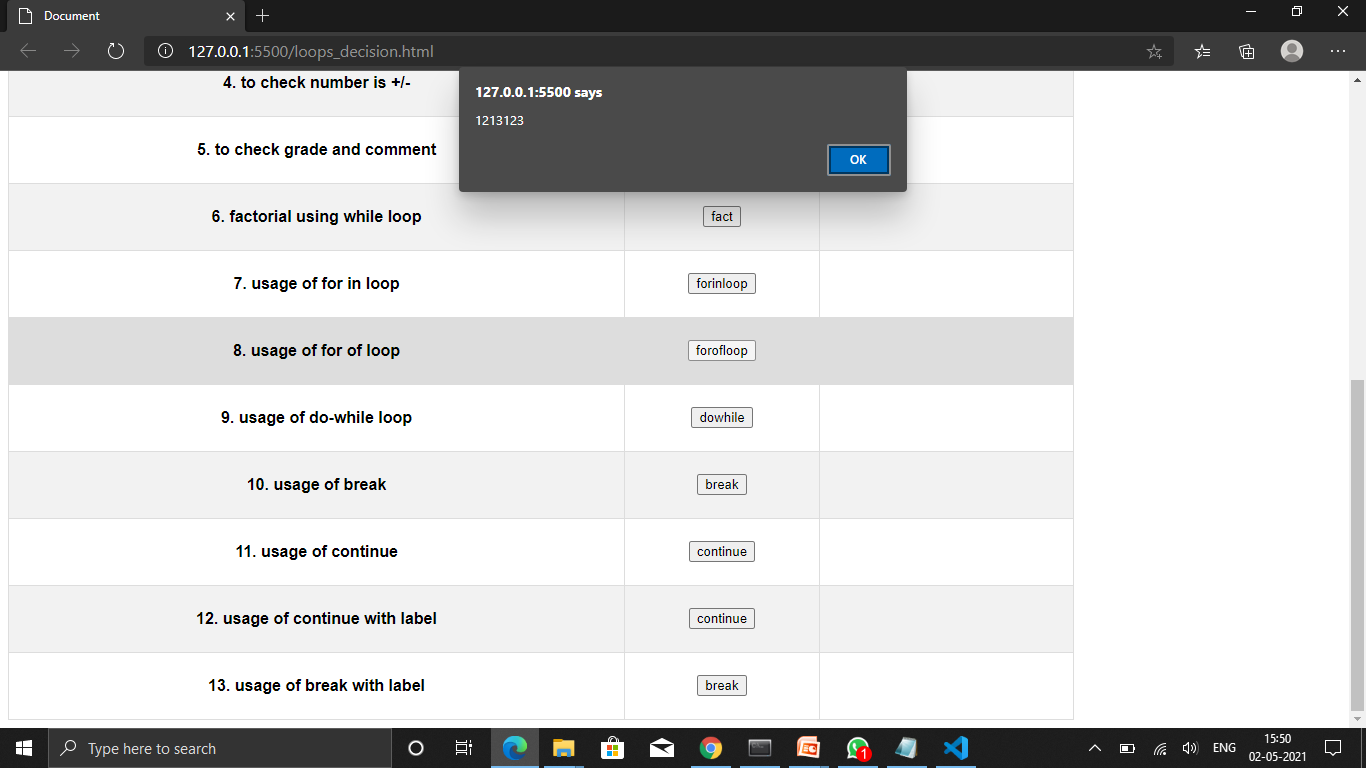 Document
127.0.0.1:5500/loops_decision.html
127.0.0.1:5500 says
1213123
OK
4. to check number is +/-
5. to check grade and comment
6. factorial using while loop fact
7. usage of for in loop forinloop
8. usage of for of loop forofloop
9. usage of do-while loop dowhile
10. usage of break break
11. usage of continue continue
12. usage of continue with label continue
13. usage of break with label break
Type here to search 1 ENG 15:50
02-05-2021